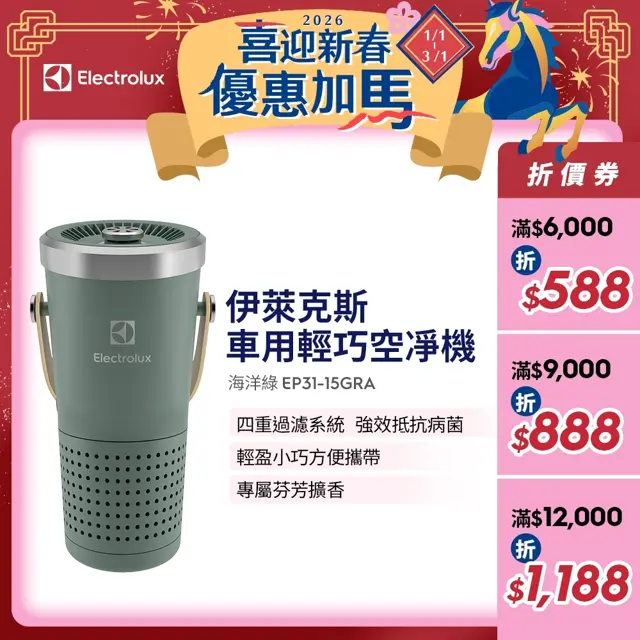 Electrolux
2026
喜迎新春
優惠加馬
1/1
3/1
折價券
滿$6,000
折
$588
滿$9,000
折
$888
滿$12,000
折
$1,188
Electrolux
伊萊克斯
車用輕巧空淨機
海洋綠 EP31-15GRA
四重過濾系統 強效抵抗病菌
輕盈小巧方便攜帶
專屬芬芳擴香